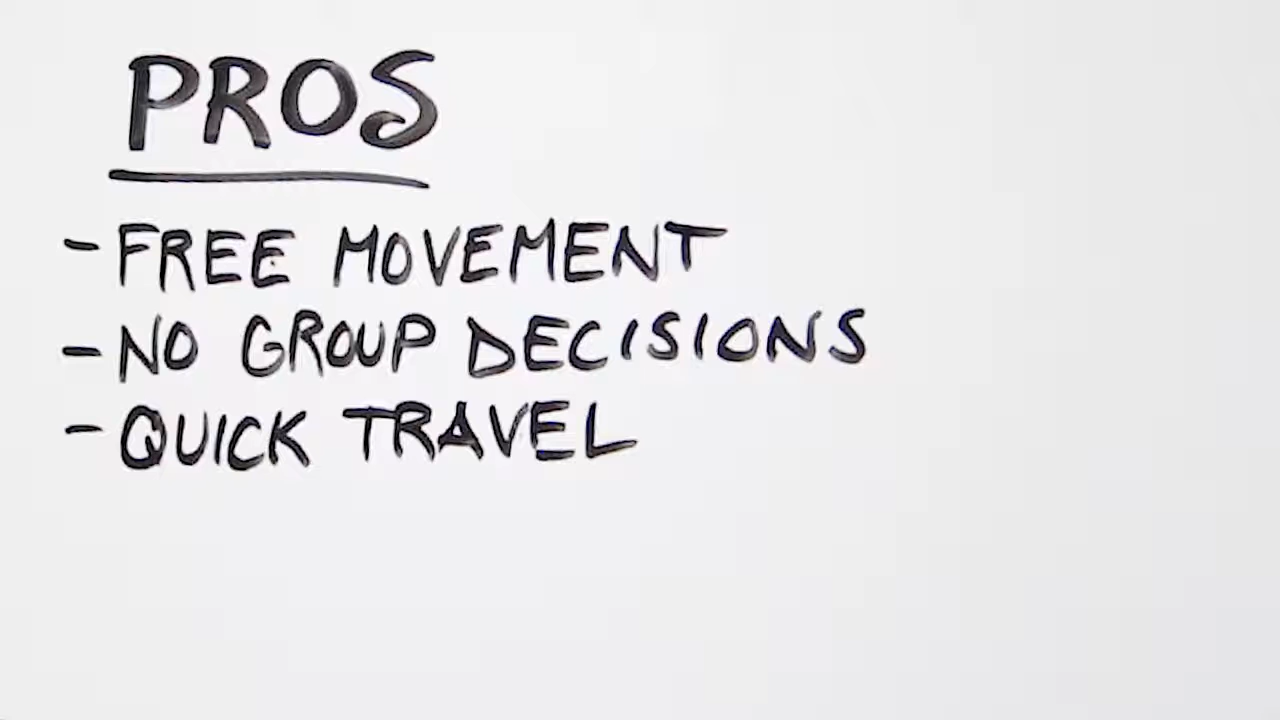 PROS
- FREE MOVEMENT
- NO GROUP DECISIONS
- QUICK TRAVEL